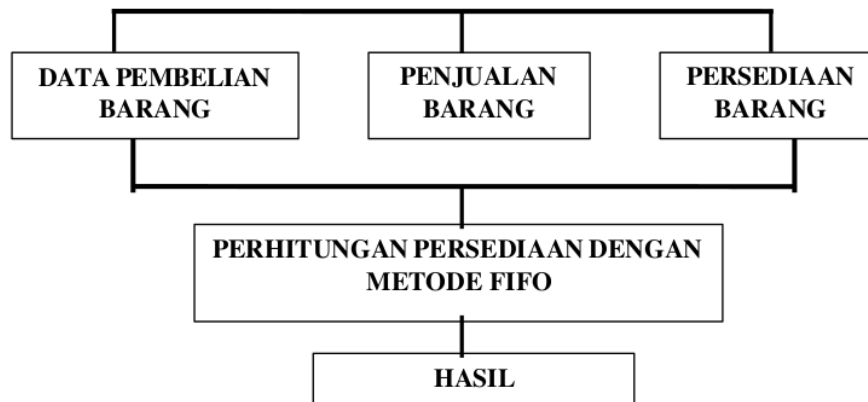 DATA PEMBELIAN
BARANG
PENJUALAN
BARANG
PERSEDIAAN
BARANG
PERHITUNGAN PERSEDIAAN DENGAN
METODE FIFO
HASIL